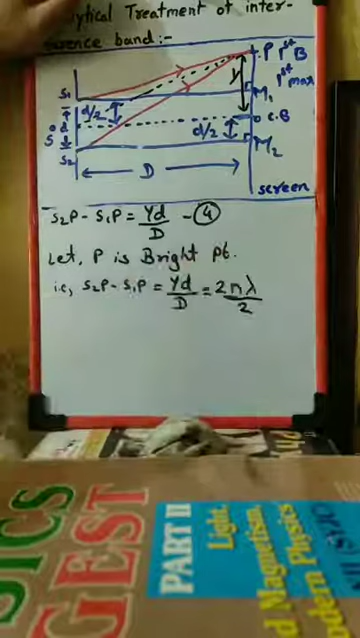 Analytical Treatment of inter-
ference band:-
P 1st B
1st max
S1
M1
y
d/2
d
o
o C.B
S
d/2
S2
M2
D
screen
S2P - S1P = Yd/D - ④
Let, P is Bright pt.
i.e, S2P - S1P = Yd/D = 2nλ/2
PART II
Light,
Magnetism,
Modern Physics
GEST